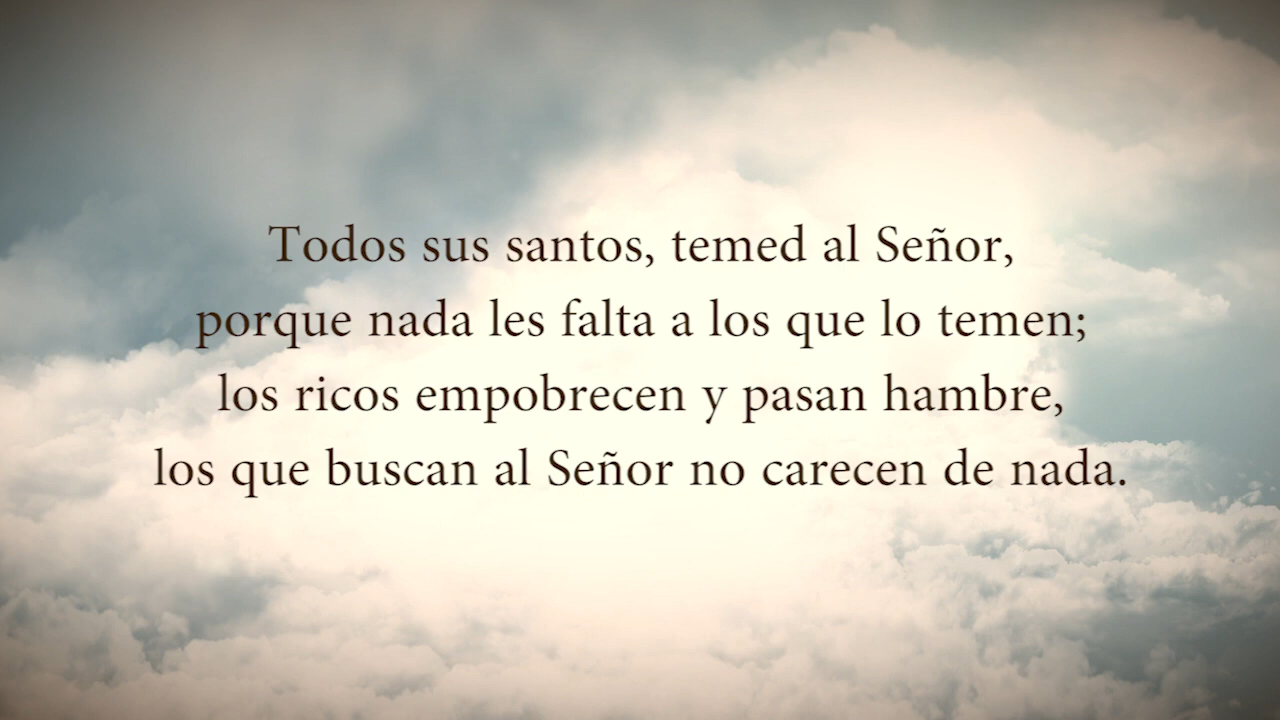 Todos sus santos, temed al Señor,
porque nada les falta a los que lo temen;
los ricos empobrecen y pasan hambre,
los que buscan al Señor no carecen de nada.